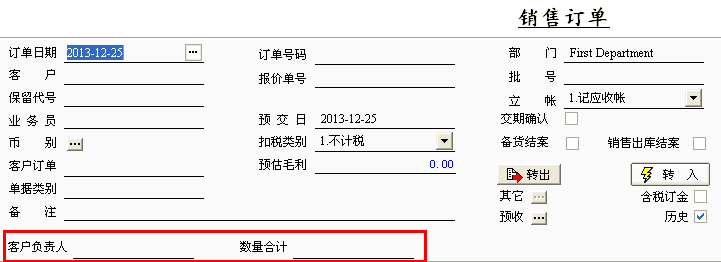 销售订单
订单日期 2013-12-25 ... 订单号码 部 门 First Department
客 户 报价单号 批 号
保留代号 立 帐 1.记应收帐
业 务 员 预 交 日 2013-12-25 交期确认
币 别 ... 扣税类别 1.不计税 备货结案 销售出库结案
客户订单 预估毛利 0.00 转出 转 入
单据类别 其它 ... 含税订金
备 注 预收 ... 历史
客户负责人 数量合计